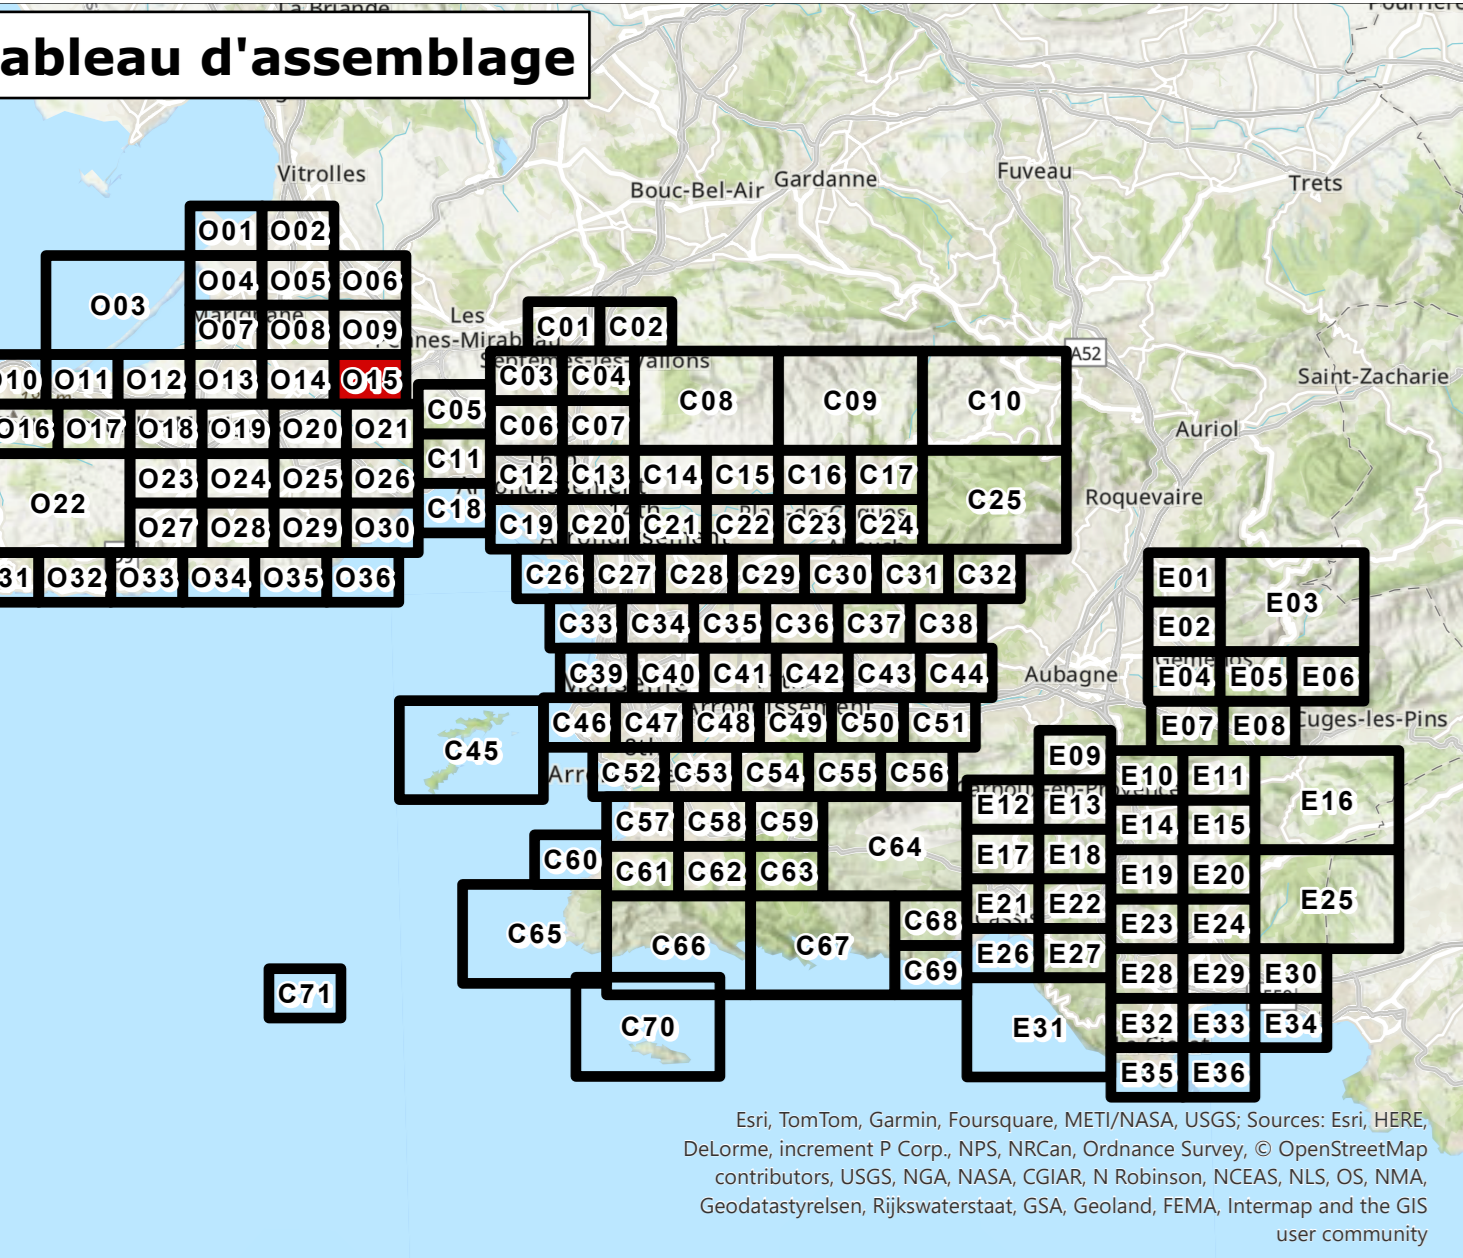 ableau d'assemblage
Vitrolles
Bouc-Bel-Air
Gardanne
Fuveau
Trets
O01 O02
O03 O04 O05 O06
O07 O08 O09
Les
C01 C02
A52
O11 O12 O13 O14 O15
C03 C04 C08 C09 C10
Saint-Zacharie
C05
O16 O17 O18 O19 O20 O21
C06 C07
Auriol
C11
O22 O23 O24 O25 O26
C12 C13 C14 C15 C16 C17 C25
Roquevaire
C18
O27 O28 O29 O30
C19 C20 C21 C22 C23 C24
31 O32 O33 O34 O35 O36
C26 C27 C28 C29 C30 C31 C32
E01 E03
C33 C34 C35 C36 C37 C38
E02
C39 C40 C41 C42 C43 C44
Aubagne
E04 E05 E06
C45 C46 C47 C48 C49 C50 C51
E07 E08
Cuges-les-Pins
C52 C53 C54 C55 C56
E09 E10 E11 E16
E12 E13
C57 C58 C59 C64
E14 E15
C60 C61 C62 C63
E17 E18 E19 E20 E25
C65 C66 C67 C68
E21 E22 E23 E24
C69
E26 E27 E28 E29 E30
C71
C70
E31 E32 E33 E34
E35 E36
Esri, TomTom, Garmin, Foursquare, METI/NASA, USGS; Sources: Esri, HERE,
DeLorme, increment P Corp., NPS, NRCan, Ordnance Survey, © OpenStreetMap
contributors, USGS, NGA, NASA, CGIAR, N Robinson, NCEAS, NLS, OS, NMA,
Geodatastyrelsen, Rijkswaterstaat, GSA, Geoland, FEMA, Intermap and the GIS
user community